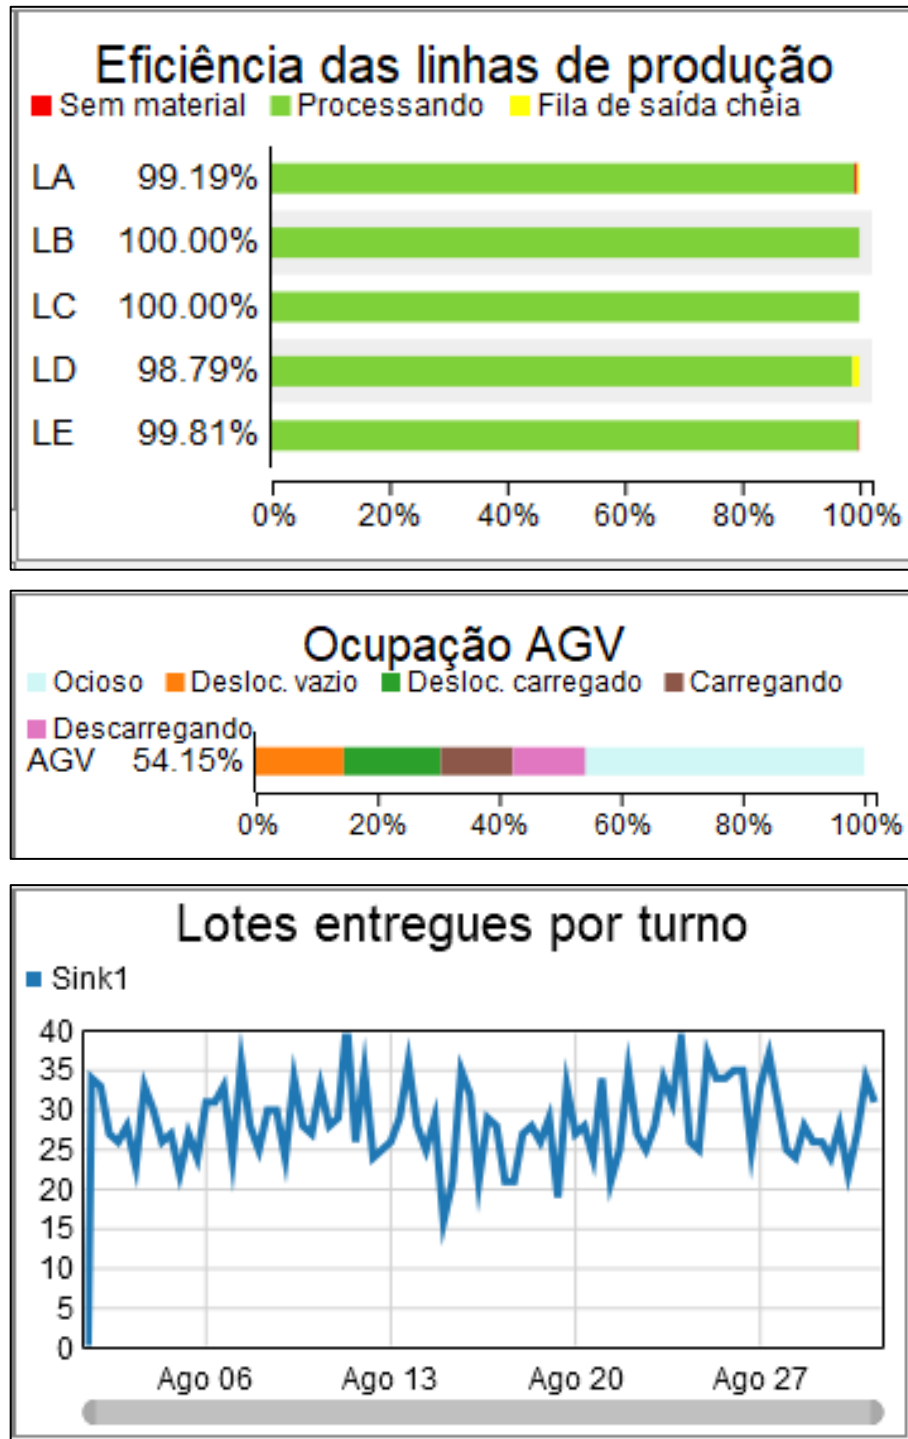 Eficiência das linhas de produção
Sem material Processando Fila de saída cheia
LA 99.19%
LB 100.00%
LC 100.00%
LD 98.79%
LE 99.81%
0% 20% 40% 60% 80% 100%
Ocupação AGV
Ocioso Desloc. vazio Desloc. carregado Carregando
Descarregando
AGV 54.15%
0% 20% 40% 60% 80% 100%
Lotes entregues por turno
Sink1
40
35
30
25
20
15
10
5
0
Ago 06 Ago 13 Ago 20 Ago 27